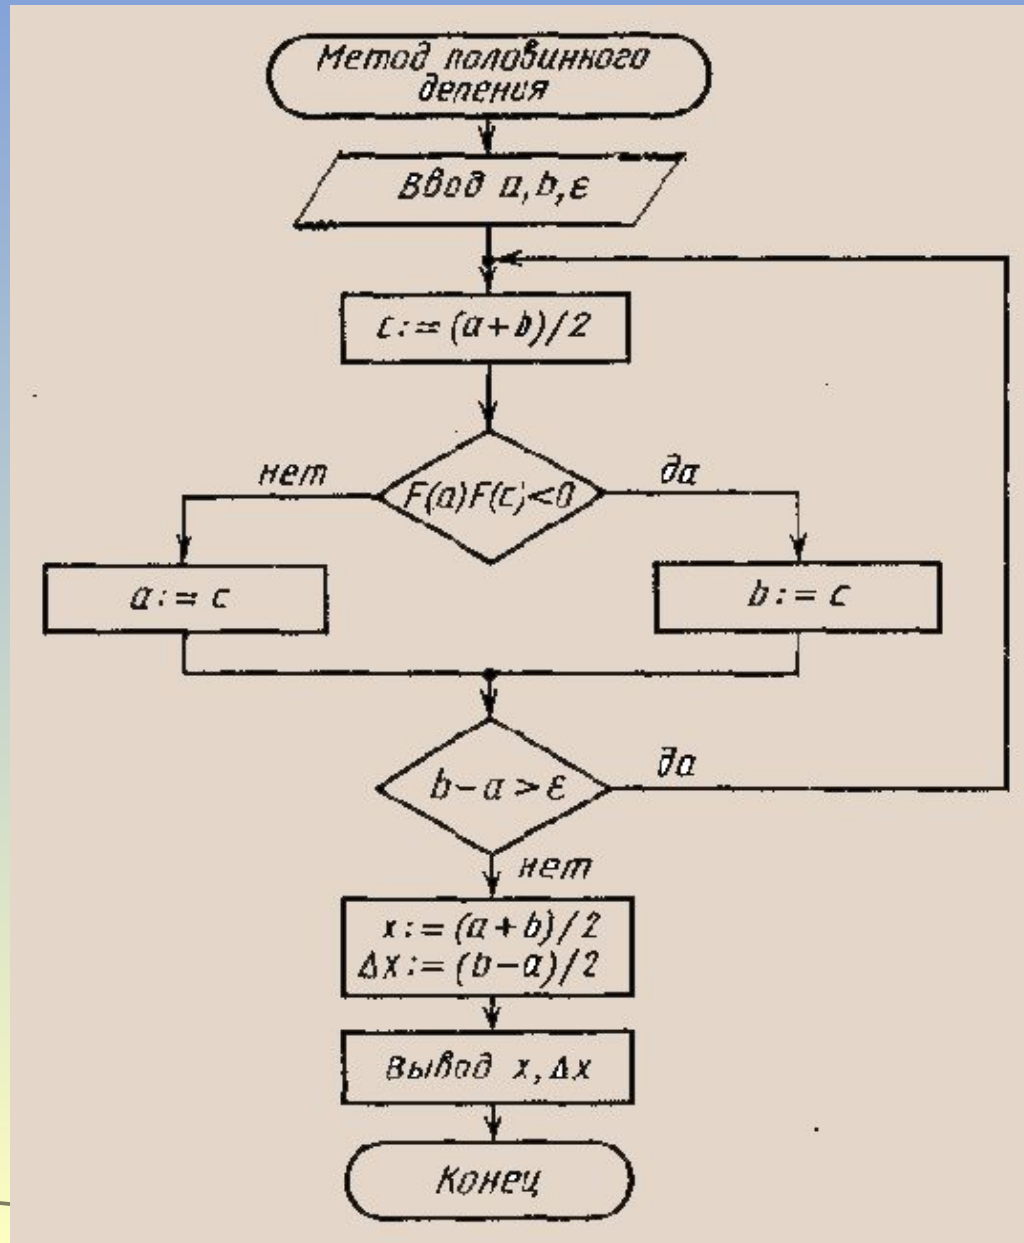 Метод половинного
деления
Ввод a, b, ε
c:=(a+b)/2
нет
F(a)F(c)<0
да
a:=c
b:=c
b-a>ε
да
нет
x:=(a+b)/2
Δx:=(b-a)/2
Вывод x, Δx
Конец